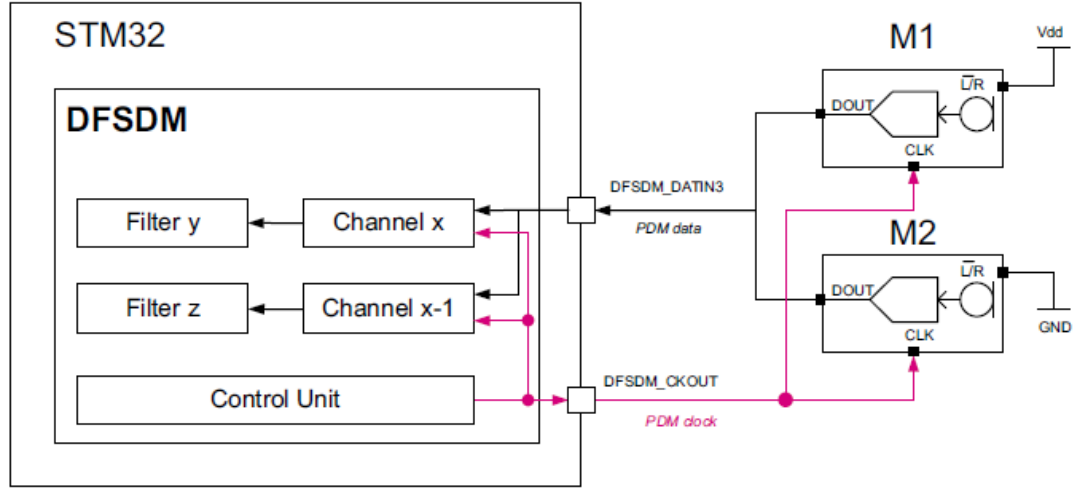 STM32
DFSDM
Filter y
Channel x
Filter z
Channel x-1
Control Unit
DFSDM_DATIN3
PDM data
DFSDM_CKOUT
PDM clock
M1
Vdd
L̅/R
DOUT
CLK
M2
L̅/R
DOUT
CLK
GND